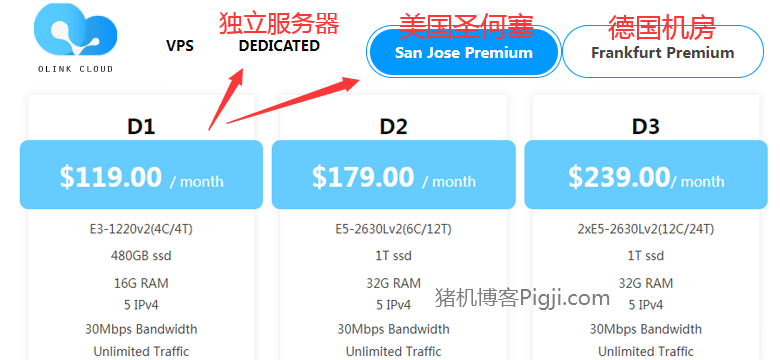 独立服务器
美国圣何塞
德国机房
VPS
DEDICATED
San Jose Premium
Frankfurt Premium
OLINK CLOUD
D1
D2
D3
$119.00 / month
$179.00 / month
$239.00/ month
E3-1220v2(4C/4T)
E5-2630Lv2(6C/12T)
2xE5-2630Lv2(12C/24T)
480GB ssd
1T ssd
1T ssd
16G RAM
32G RAM
32G RAM
5 IPv4
5 IPv4
5 IPv4
猪机博客Pigji.com
30Mbps Bandwidth
30Mbps Bandwidth
30Mbps Bandwidth
Unlimited Traffic
Unlimited Traffic
Unlimited Traffic